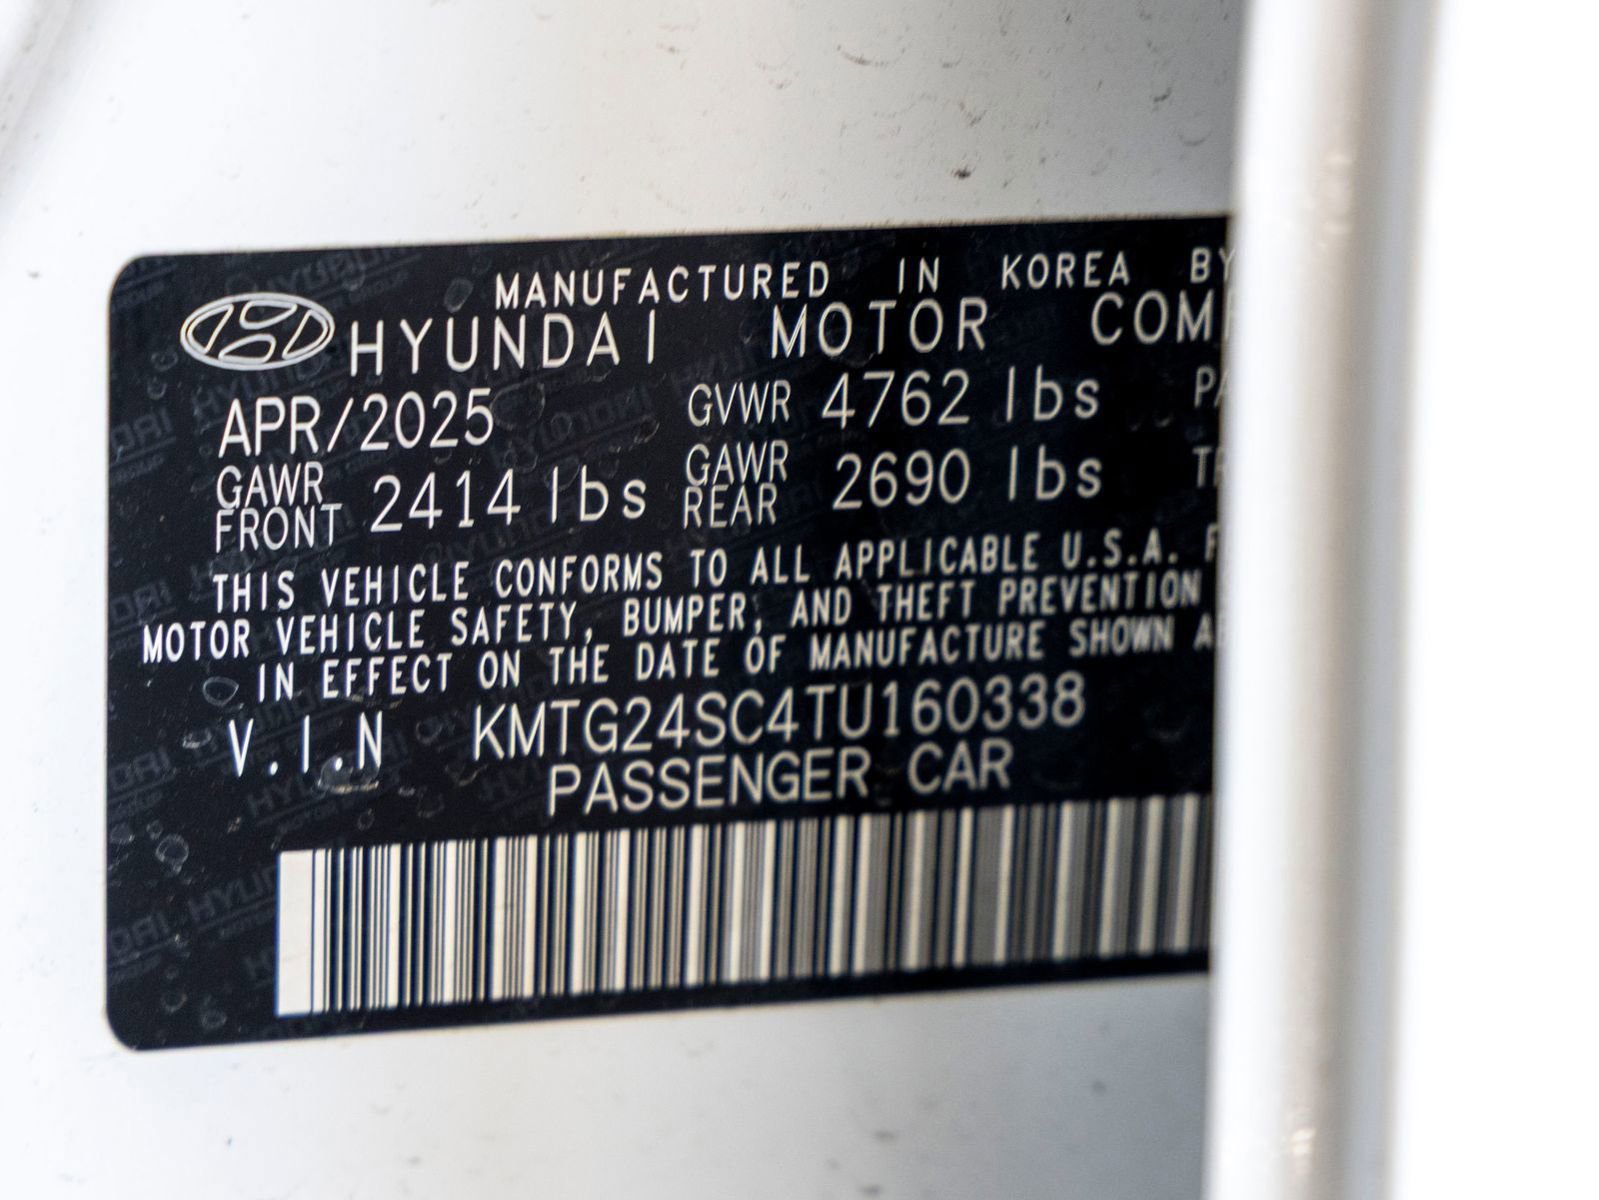 MANUFACTURED IN KOREA BY
HYUNDAI MOTOR
APR/2025 GVWR 4762 lbs
GAWR FRONT 2414 lbs GAWR REAR 2690 lbs
THIS VEHICLE CONFORMS TO ALL APPLICABLE U.S.A.
MOTOR VEHICLE SAFETY, BUMPER, AND THEFT PREVENTION
IN EFFECT ON THE DATE OF MANUFACTURE SHOWN
V.I.N KMTG24SC4TU160338
PASSENGER CAR